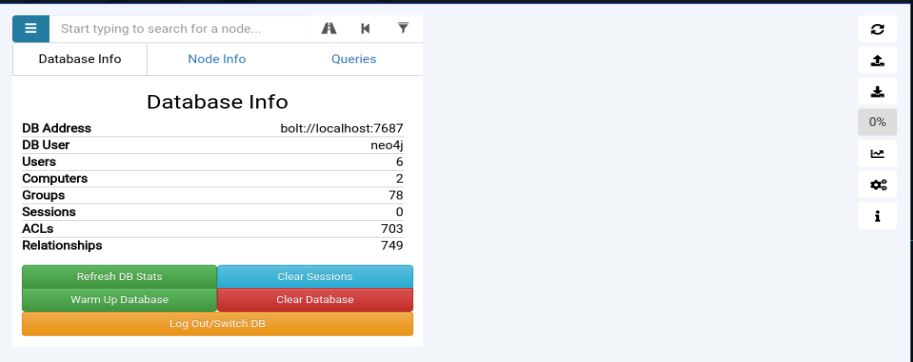 Start typing to search for a node...
Database Info Node Info Queries
Database Info
DB Address bolt://localhost:7687
DB User neo4j
Users 6
Computers 2
Groups 78
Sessions 0
ACLs 703
Relationships 749
Refresh DB Stats Clear Sessions
Warm Up Database Clear Database
Log Out/Switch DB
0%